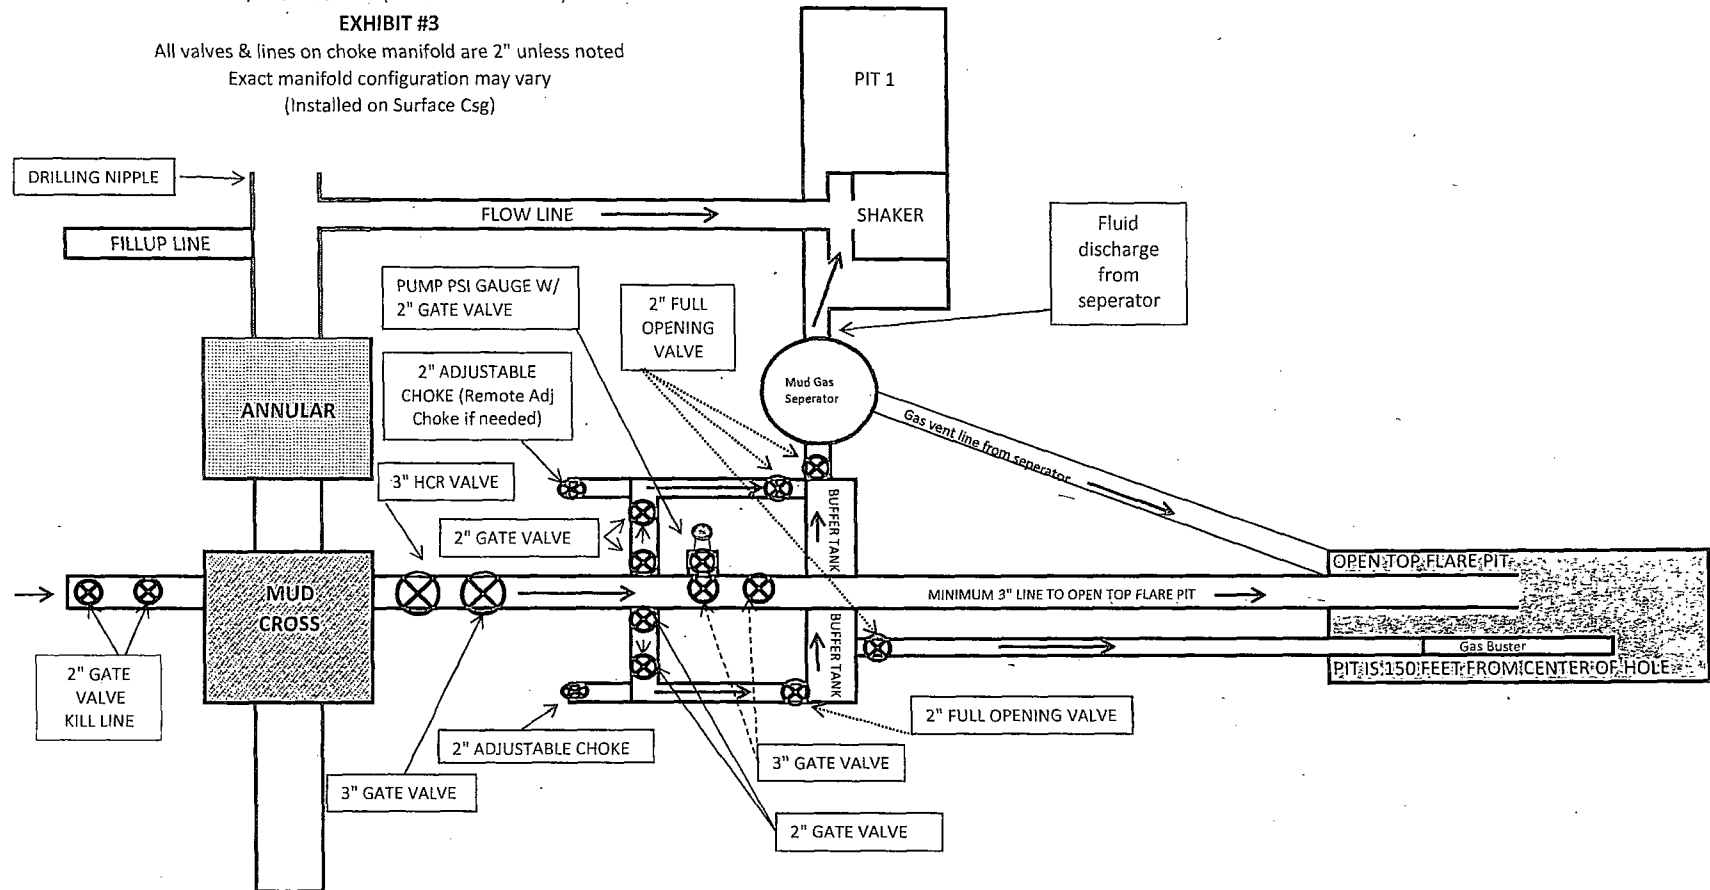 EXHIBIT #3
All valves & lines on choke manifold are 2" unless noted
Exact manifold configuration may vary
(Installed on Surface Csg)
PIT 1
DRILLING NIPPLE
FLOW LINE
SHAKER
FILLUP LINE
Fluid
discharge
from
seperator
PUMP PSI GAUGE W/
2" GATE VALVE
2" FULL
OPENING
VALVE
2" ADJUSTABLE
CHOKE (Remote Adj
Choke if needed)
Mud Gas
Seperator
ANNULAR
Gas vent line from seperator
3" HCR VALVE
2" GATE VALVE
BUFFER TANK
OPEN TOP FLARE PIT
MUD
CROSS
MINIMUM 3" LINE TO OPEN TOP FLARE PIT
BUFFER TANK
Gas Buster
PIT IS 150 FEET FROM CENTER OF HOLE
2" GATE
VALVE
KILL LINE
2" FULL OPENING VALVE
2" ADJUSTABLE CHOKE
3" GATE VALVE
3" GATE VALVE
2" GATE VALVE